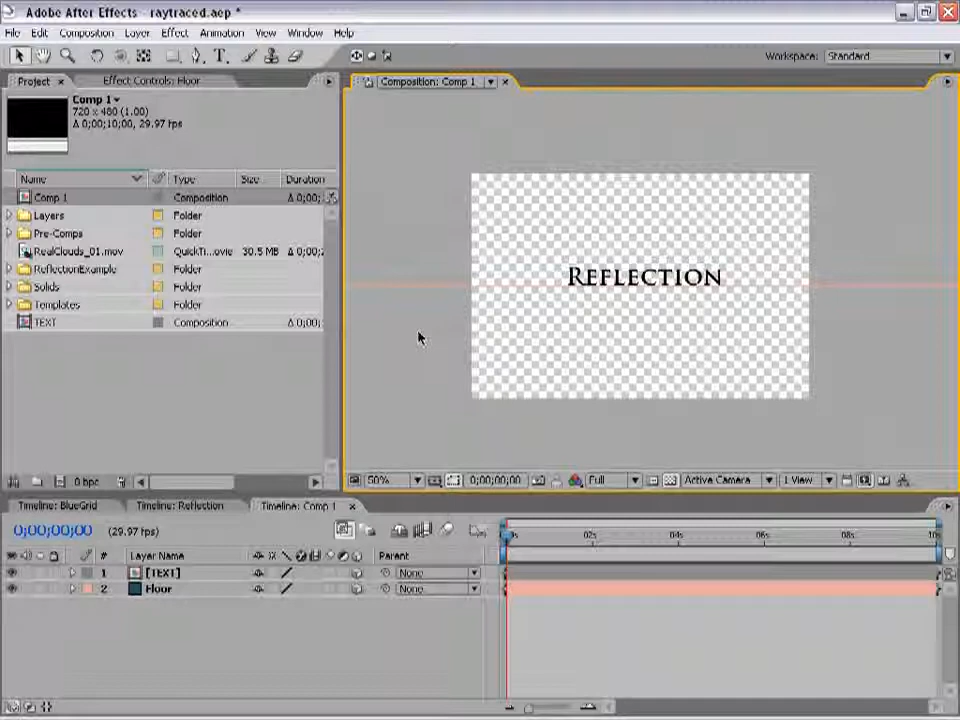 Adobe After Effects - raytraced.aep *
File Edit Composition Layer Effect Animation View Window Help
Workspace: Standard
Project Effect Controls: Floor
Composition: Comp 1
Comp 1
720 x 480 (1.00)
Δ 0;00;10;00, 29.97 fps
Name Type Size Duration
Comp 1 Composition Δ 0;00;
Layers Folder
Pre-Comps Folder
RealClouds_01.mov QuickTi...ovie 30.5 MB Δ 0;00;2
ReflectionExample Folder
Solids Folder
Templates Folder
TEXT Composition Δ 0;00;
REFLECTION
0 bpc
50% 0;00;00;00 Full Active Camera 1 View
Timeline: BlueGrid Timeline: Reflection Timeline: Comp 1
0;00;00;00 (29.97 fps)
02s 04s 06s 08s 10s
# Layer Name Parent
1 [TEXT] None
2 Floor None